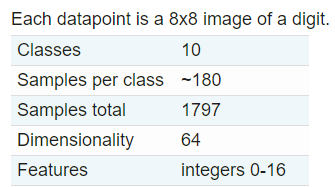 Each datapoint is a 8x8 image of a digit.
Classes 10
Samples per class ~180
Samples total 1797
Dimensionality 64
Features integers 0-16